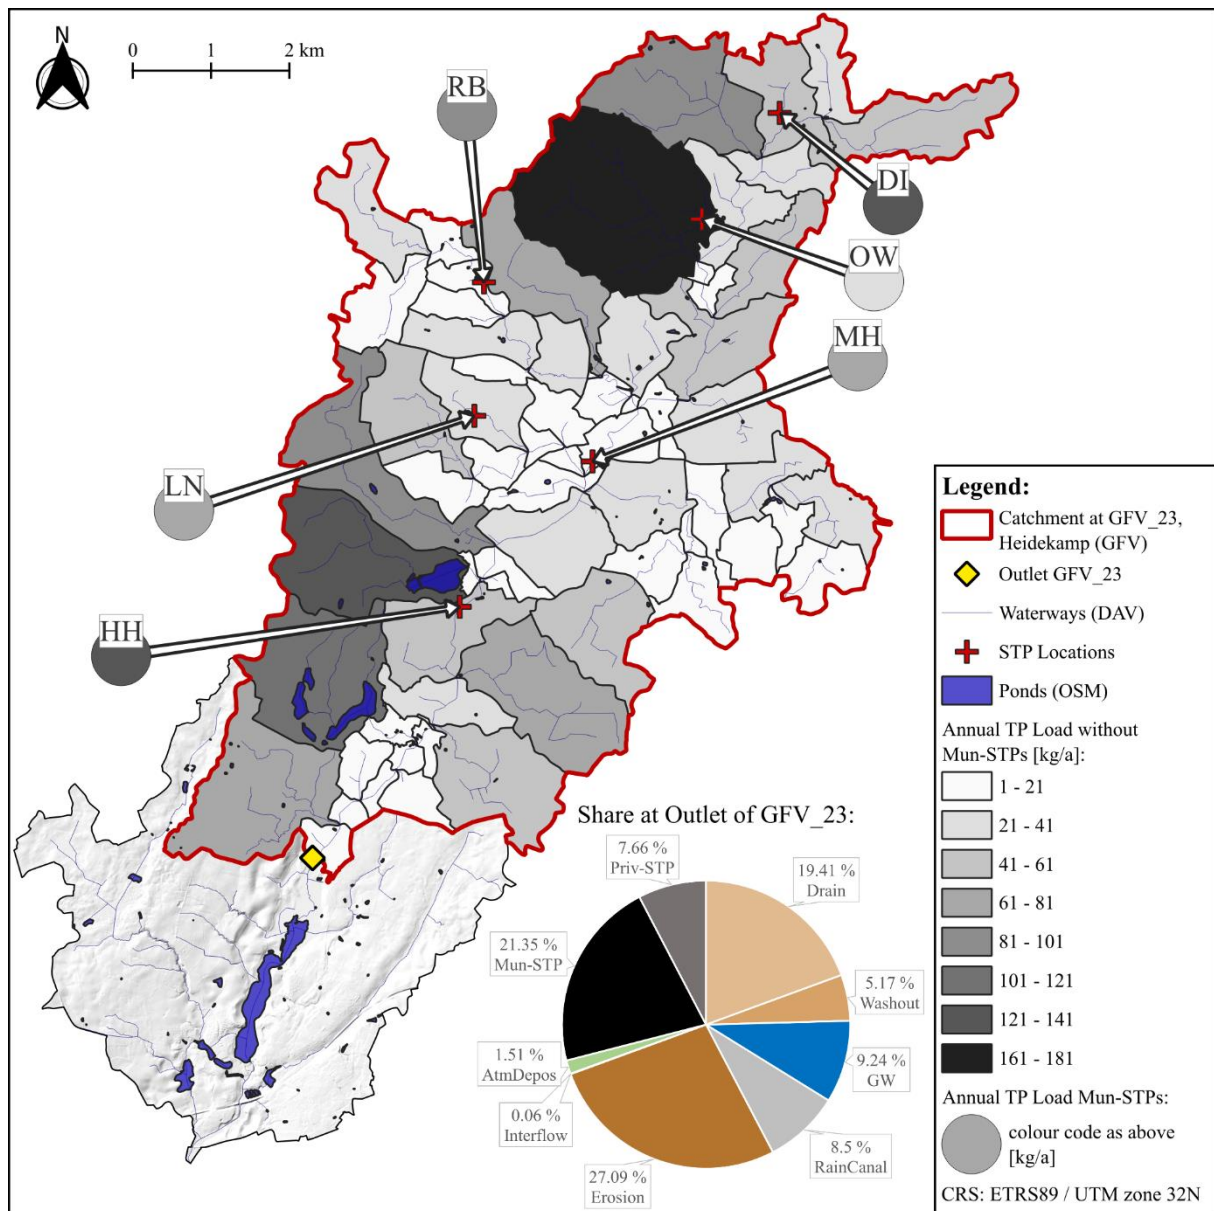 N
0 1 2 km
RB
DI
OW
MH
LN
HH
Legend:
Catchment at GFV_23,
Heidekamp (GFV)
Outlet GFV_23
Waterways (DAV)
STP Locations
Ponds (OSM)
Annual TP Load without
Mun-STPs [kg/a]:
1 - 21
21 - 41
41 - 61
61 - 81
81 - 101
101 - 121
121 - 141
161 - 181
Annual TP Load Mun-STPs:
colour code as above
[kg/a]
CRS: ETRS89 / UTM zone 32N
Share at Outlet of GFV_23:
7.66 %
Priv-STP
19.41 %
Drain
21.35 %
Mun-STP
5.17 %
Washout
1.51 %
AtmDepos
9.24 %
GW
0.06 %
Interflow
8.5 %
RainCanal
27.09 %
Erosion